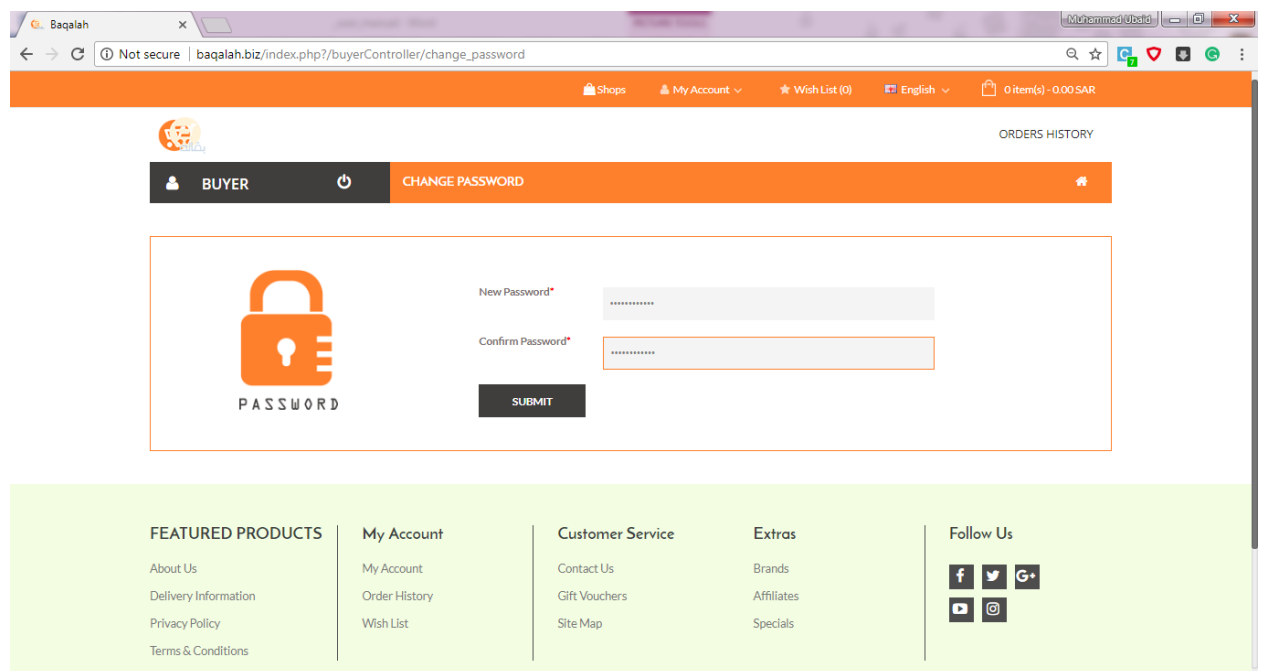 Baqalah
Muhammad Ubaid
Not secure baqalah.biz/index.php?/buyerController/change_password
Shops My Account Wish List (0) English 0 item(s) - 0.00 SAR
بقالة
ORDERS HISTORY
BUYER CHANGE PASSWORD
New Password*
Confirm Password*
SUBMIT
PASSWORD
FEATURED PRODUCTS My Account Customer Service Extras Follow Us
About Us My Account Contact Us Brands
Delivery Information Order History Gift Vouchers Affiliates
Privacy Policy Wish List Site Map Specials
Terms & Conditions